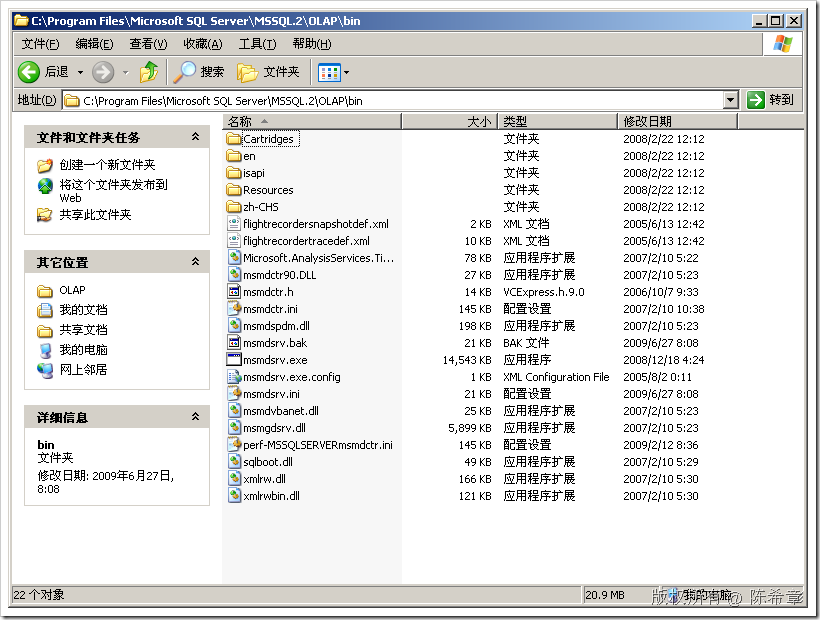 C:\Program Files\Microsoft SQL Server\MSSQL.2\OLAP\bin
文件(F) 编辑(E) 查看(V) 收藏(A) 工具(T) 帮助(H)
后退 搜索 文件夹
地址(D) C:\Program Files\Microsoft SQL Server\MSSQL.2\OLAP\bin 转到
文件和文件夹任务
创建一个新文件夹
将这个文件夹发布到
Web
共享此文件夹
其它位置
OLAP
我的文档
共享文档
我的电脑
网上邻居
详细信息
bin
文件夹
修改日期: 2009年6月27日,
8:08
名称 大小 类型 修改日期
Cartridges 文件夹 2008/2/22 12:12
en 文件夹 2008/2/22 12:12
isapi 文件夹 2008/2/22 12:12
Resources 文件夹 2008/2/22 12:12
zh-CHS 文件夹 2008/2/22 12:12
flightrecordersnapshotdef.xml 2 KB XML 文档 2005/6/13 12:42
flightrecordertracedef.xml 10 KB XML 文档 2005/6/13 12:42
Microsoft.AnalysisServices.Ti... 78 KB 应用程序扩展 2007/2/10 5:22
msmdctr90.DLL 27 KB 应用程序扩展 2007/2/10 5:23
msmdctr.h 14 KB VCExpress.h.9.0 2006/10/7 9:33
msmdctr.ini 145 KB 配置设置 2007/2/10 10:38
msmdspdm.dll 198 KB 应用程序扩展 2007/2/10 5:23
msmdsrv.bak 21 KB BAK 文件 2009/6/27 8:08
msmdsrv.exe 14,543 KB 应用程序 2008/12/18 4:24
msmdsrv.exe.config 1 KB XML Configuration File 2005/8/2 0:11
msmdsrv.ini 21 KB 配置设置 2009/6/27 8:08
msmdvbanet.dll 25 KB 应用程序扩展 2007/2/10 5:23
msmgdsrv.dll 5,899 KB 应用程序扩展 2007/2/10 5:23
perf-MSSQLSERVERmsmdctr.ini 145 KB 配置设置 2009/2/12 8:36
sqlboot.dll 49 KB 应用程序扩展 2007/2/10 5:29
xmlrw.dll 166 KB 应用程序扩展 2007/2/10 5:30
xmlrwbin.dll 121 KB 应用程序扩展 2007/2/10 5:30
22 个对象 20.9 MB 我的电脑
版权所有 @ 陈希章